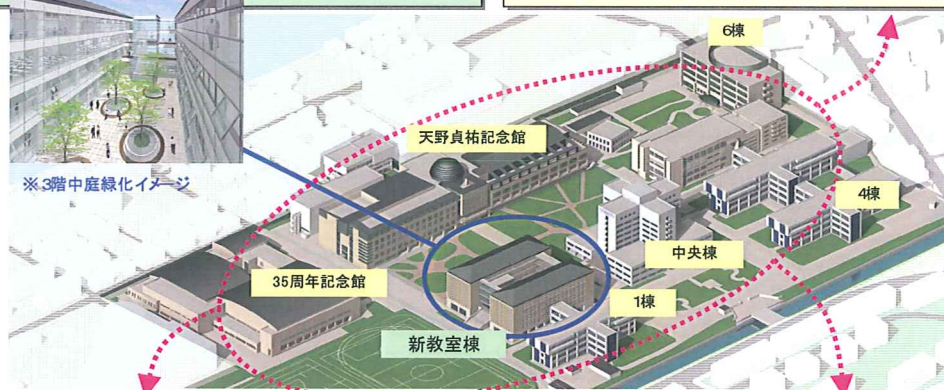 6棟
天野貞祐記念館
※3階中庭緑化イメージ
4棟
中央棟
35周年記念館
1棟
新教室棟